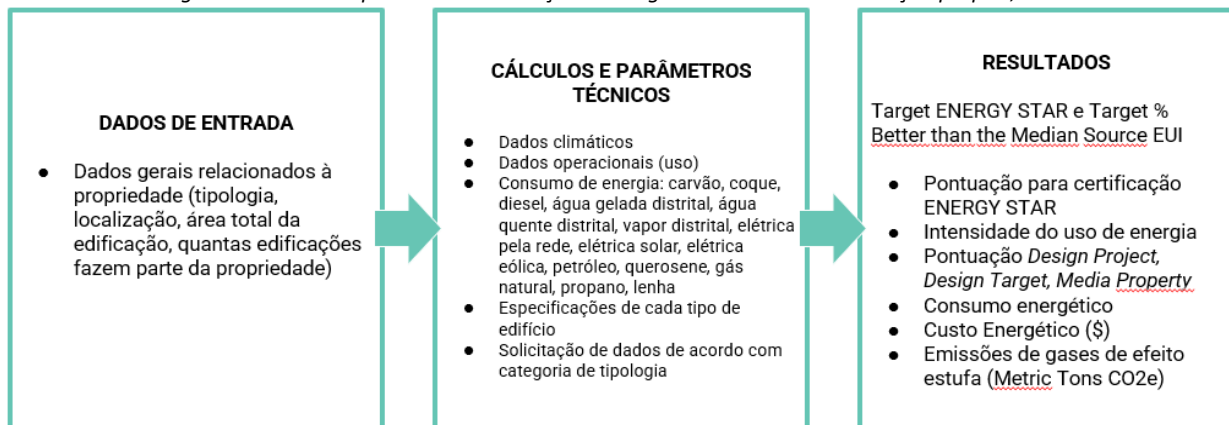 DADOS DE ENTRADA
● Dados gerais relacionados à
propriedade (tipologia,
localização, área total da
edificação, quantas edificações
fazem parte da propriedade)
CÁLCULOS E PARÂMETROS
TÉCNICOS
● Dados climáticos
● Dados operacionais (uso)
● Consumo de energia: carvão, coque,
diesel, água gelada distrital, água
quente distrital, vapor distrital, elétrica
pela rede, elétrica solar, elétrica
eólica, petróleo, querosene, gás
natural, propano, lenha
● Especificações de cada tipo de
edifício
● Solicitação de dados de acordo com
categoria de tipologia
RESULTADOS
Target ENERGY STAR e Target %
Better than the Median Source EUI
● Pontuação para certificação
ENERGY STAR
● Intensidade do uso de energia
● Pontuação Design Project,
Design Target, Media Property
● Consumo energético
● Custo Energético ($)
● Emissões de gases de efeito
estufa (Metric Tons CO2e)